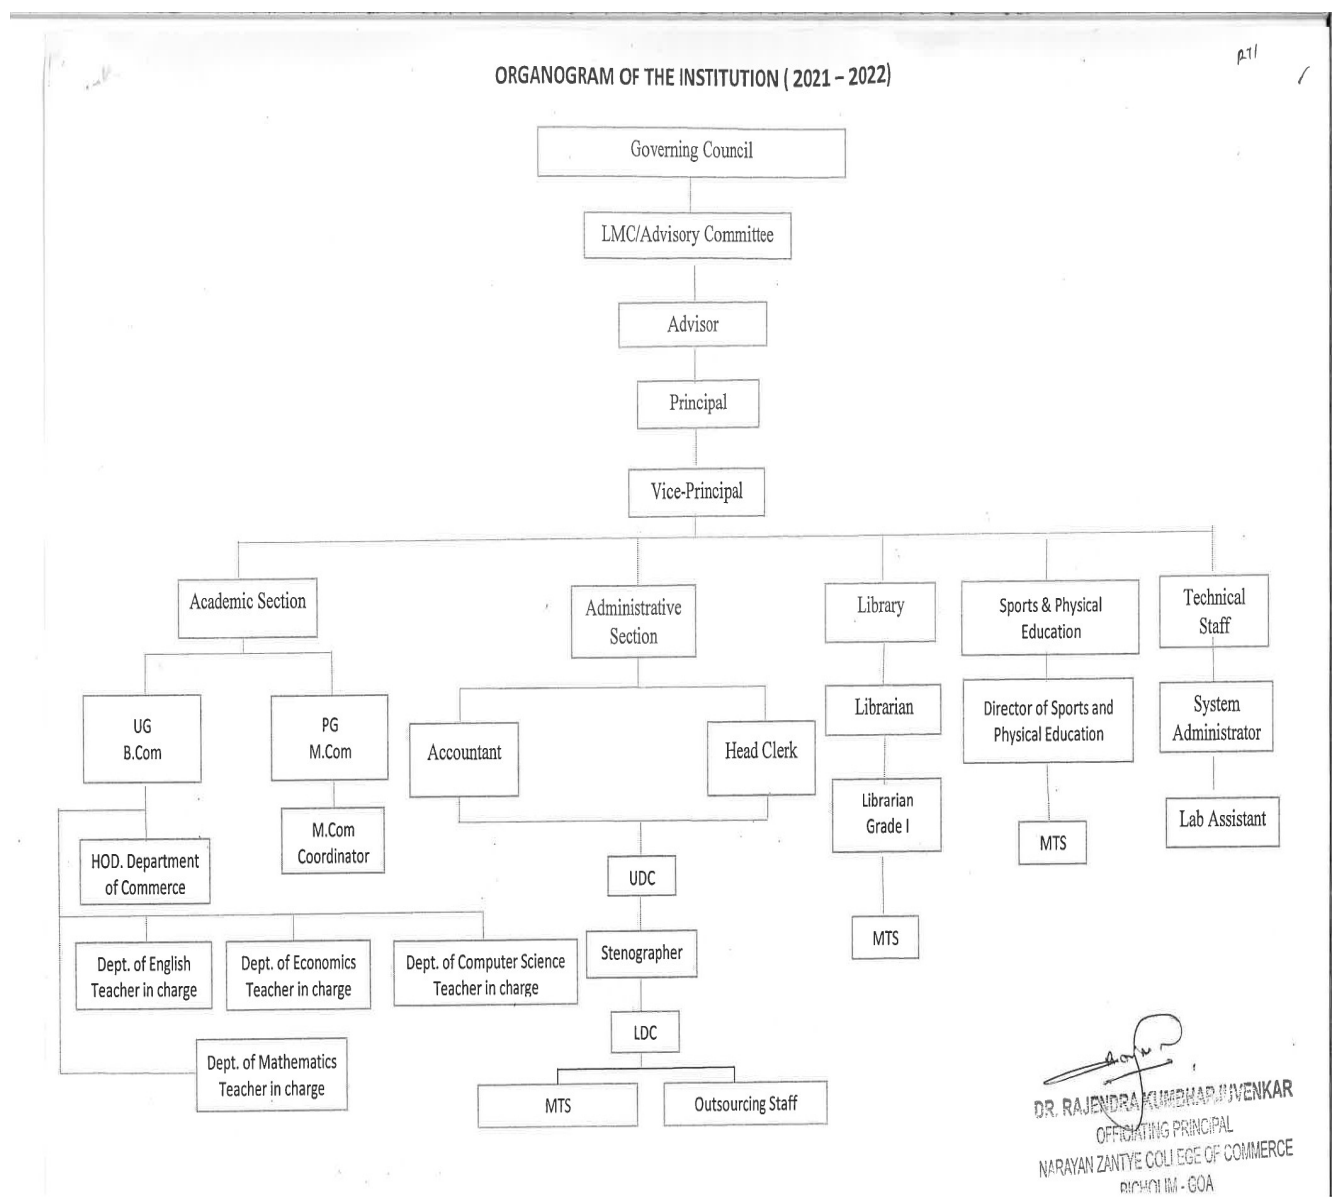 ORGANOGRAM OF THE INSTITUTION ( 2021 – 2022)
Governing Council
LMC/Advisory Committee
Advisor
Principal
Vice-Principal
Academic Section
Administrative
Section
Library
Sports & Physical
Education
Technical
Staff
UG
B.Com
PG
M.Com
Accountant
Head Clerk
Librarian
Director of Sports and
Physical Education
System
Administrator
HOD. Department
of Commerce
M.Com
Coordinator
Librarian
Grade I
MTS
Lab Assistant
UDC
MTS
Dept. of English
Teacher in charge
Dept. of Economics
Teacher in charge
Dept. of Computer Science
Teacher in charge
Stenographer
LDC
Dept. of Mathematics
Teacher in charge
MTS
Outsourcing Staff
DR. RAJENDRA KUMBHARJUVENKAR
OFFICIATING PRINCIPAL
NARAYAN ZANTYE COLLEGE OF COMMERCE
BICHOLIM - GOA